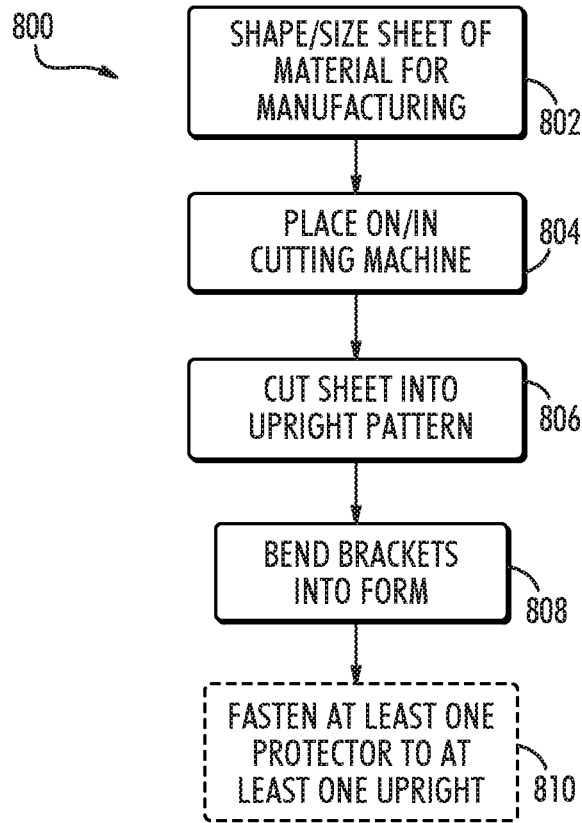 800
SHAPE/SIZE SHEET OF
MATERIAL FOR
MANUFACTURING
802
PLACE ON/IN
CUTTING MACHINE
804
CUT SHEET INTO
UPRIGHT PATTERN
806
BEND BRACKETS
INTO FORM
808
FASTEN AT LEAST ONE
PROTECTOR TO AT
LEAST ONE UPRIGHT
810